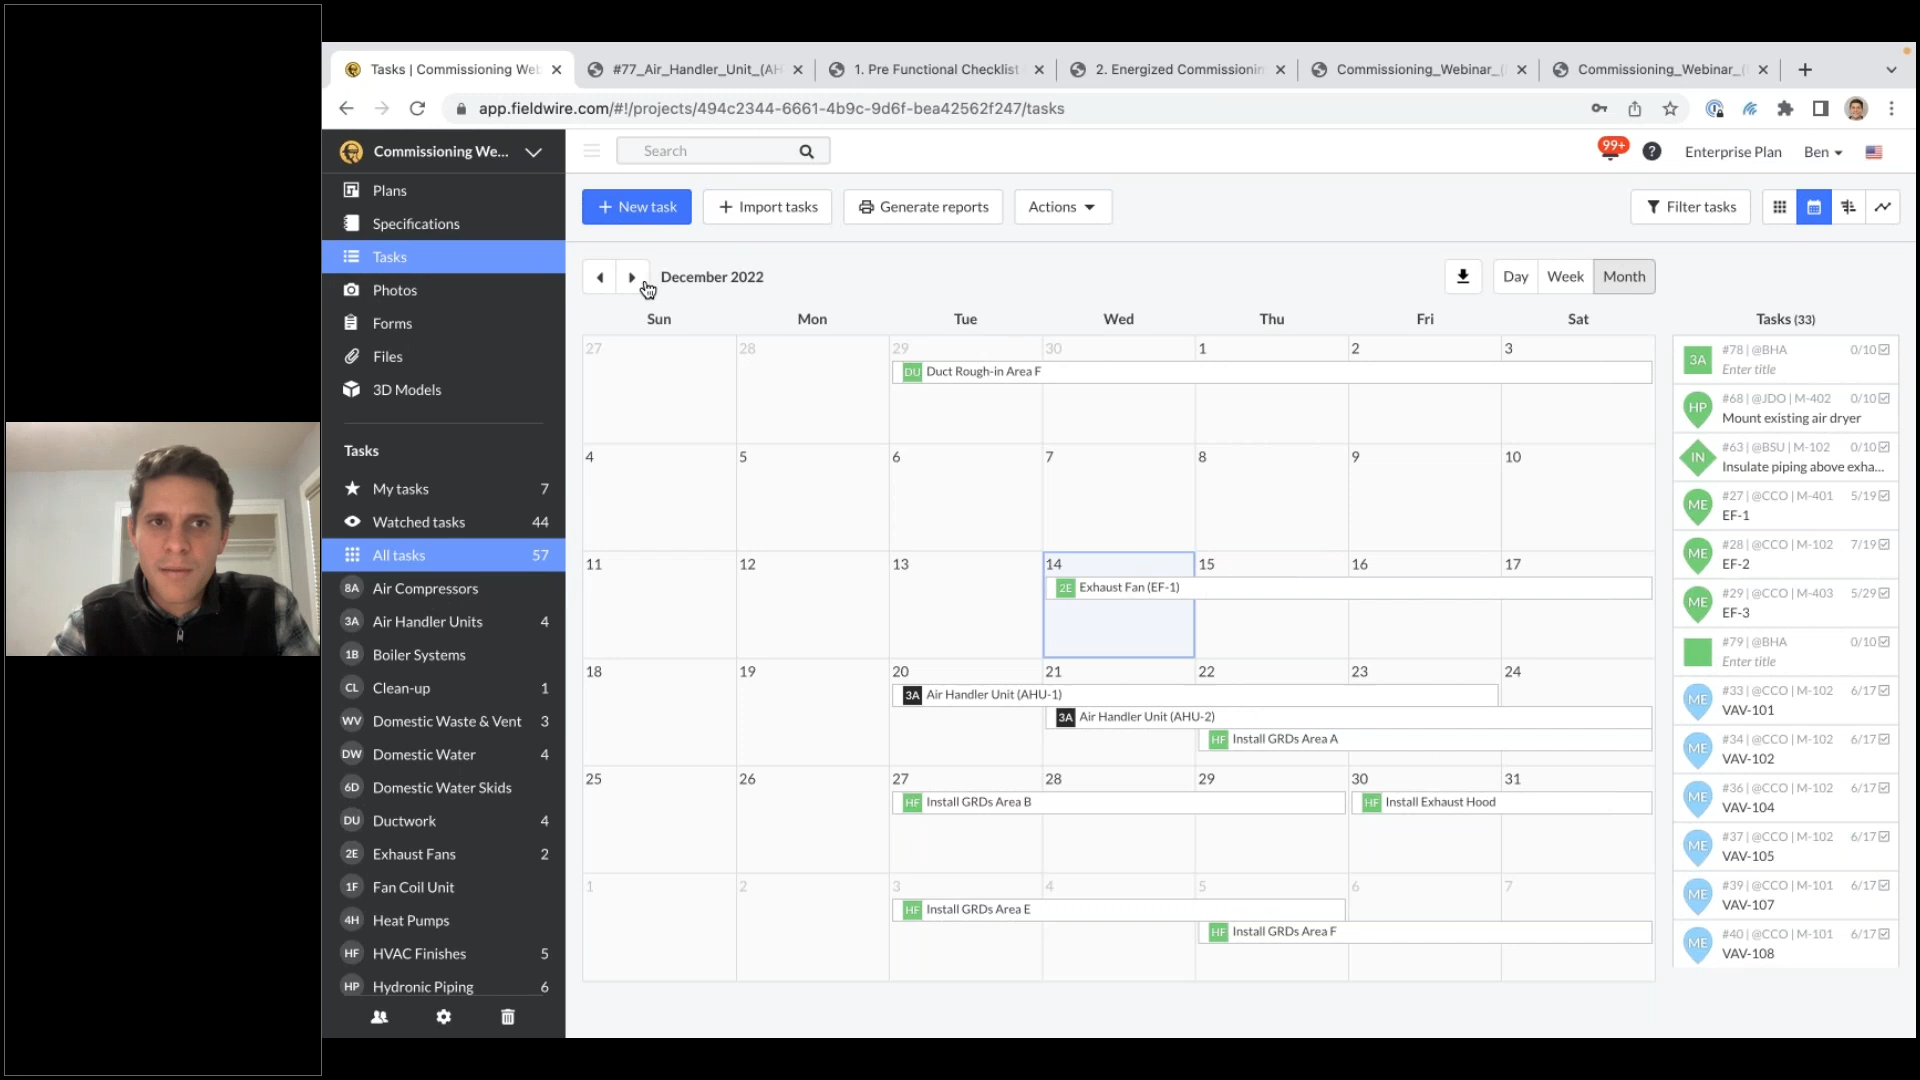 Tasks | Commissioning Web
#77_Air_Handler_Unit_(AH
1. Pre Functional Checklist
2. Energized Commissionin
Commissioning_Webinar_(
Commissioning_Webinar_(
app.fieldwire.com/#!/projects/494c2344-6661-4b9c-9d6f-bea42562f247/tasks
Commissioning We...
Search
99+
Enterprise Plan
Ben
Plans
Specifications
Tasks
Photos
Forms
Files
3D Models
Tasks
My tasks 7
Watched tasks 44
All tasks 57
8A Air Compressors
3A Air Handler Units 4
1B Boiler Systems
CL Clean-up 1
WV Domestic Waste & Vent 3
DW Domestic Water 4
6D Domestic Water Skids
DU Ductwork 4
2E Exhaust Fans 2
1F Fan Coil Unit
4H Heat Pumps
HF HVAC Finishes 5
HP Hydronic Piping 6
+ New task
+ Import tasks
Generate reports
Actions
Filter tasks
December 2022
Day Week Month
Sun Mon Tue Wed Thu Fri Sat
27 28 29 30 1 2 3
DU Duct Rough-in Area F
4 5 6 7 8 9 10
11 12 13 14 15 16 17
2E Exhaust Fan (EF-1)
18 19 20 21 22 23 24
3A Air Handler Unit (AHU-1)
3A Air Handler Unit (AHU-2)
HF Install GRDs Area A
25 26 27 28 29 30 31
HF Install GRDs Area B
HF Install Exhaust Hood
1 2 3 4 5 6 7
HF Install GRDs Area E
HF Install GRDs Area F
Tasks (33)
3A #78 | @BHA 0/10
Enter title
HP #68 | @JDO | M-402 0/10
Mount existing air dryer
IN #63 | @BSU | M-102 0/10
Insulate piping above exha...
ME #27 | @CCO | M-401 5/19
EF-1
ME #28 | @CCO | M-102 7/19
EF-2
ME #29 | @CCO | M-403 5/29
EF-3
#79 | @BHA 0/10
Enter title
ME #33 | @CCO | M-102 6/17
VAV-101
ME #34 | @CCO | M-102 6/17
VAV-102
ME #36 | @CCO | M-102 6/17
VAV-104
ME #37 | @CCO | M-102 6/17
VAV-105
ME #39 | @CCO | M-101 6/17
VAV-107
ME #40 | @CCO | M-101 6/17
VAV-108